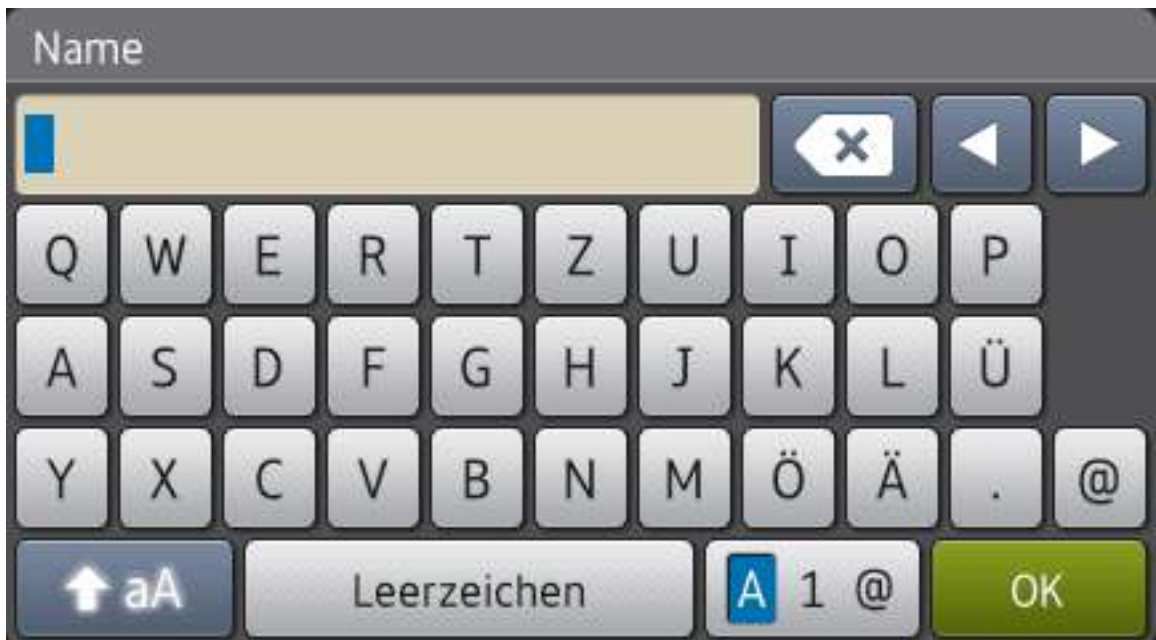 Name
Q W E R T Z U I O P
A S D F G H J K L Ü
Y X C V B N M Ö Ä . @
aA Leerzeichen A 1 @ OK